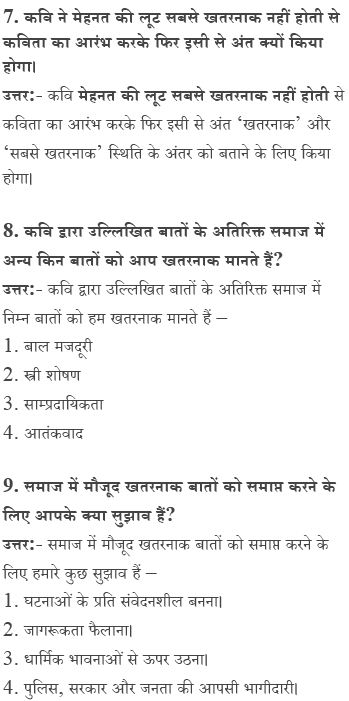 7. कवि ने मेहनत की लूट सबसे खतरनाक नहीं होती से
कविता का आरंभ करके फिर इसी से अंत क्यों किया
होगा।
उत्तर:- कवि मेहनत की लूट सबसे खतरनाक नहीं होती से
कविता का आरंभ करके फिर इसी से अंत ‘खतरनाक’ और
‘सबसे खतरनाक’ स्थिति के अंतर को बताने के लिए किया
होगा।
8. कवि द्वारा उल्लिखित बातों के अतिरिक्त समाज में
अन्य किन बातों को आप खतरनाक मानते हैं?
उत्तर:- कवि द्वारा उल्लिखित बातों के अतिरिक्त समाज में
निम्न बातों को हम खतरनाक मानते हैं –
1. बाल मजदूरी
2. स्त्री शोषण
3. साम्प्रदायिकता
4. आतंकवाद
9. समाज में मौजूद खतरनाक बातों को समाप्त करने के
लिए आपके क्या सुझाव हैं?
उत्तर:- समाज में मौजूद खतरनाक बातों को समाप्त करने के
लिए हमारे कुछ सुझाव हैं –
1. घटनाओं के प्रति संवेदनशील बनना।
2. जागरूकता फैलाना।
3. धार्मिक भावनाओं से ऊपर उठना।
4. पुलिस, सरकार और जनता की आपसी भागीदारी।